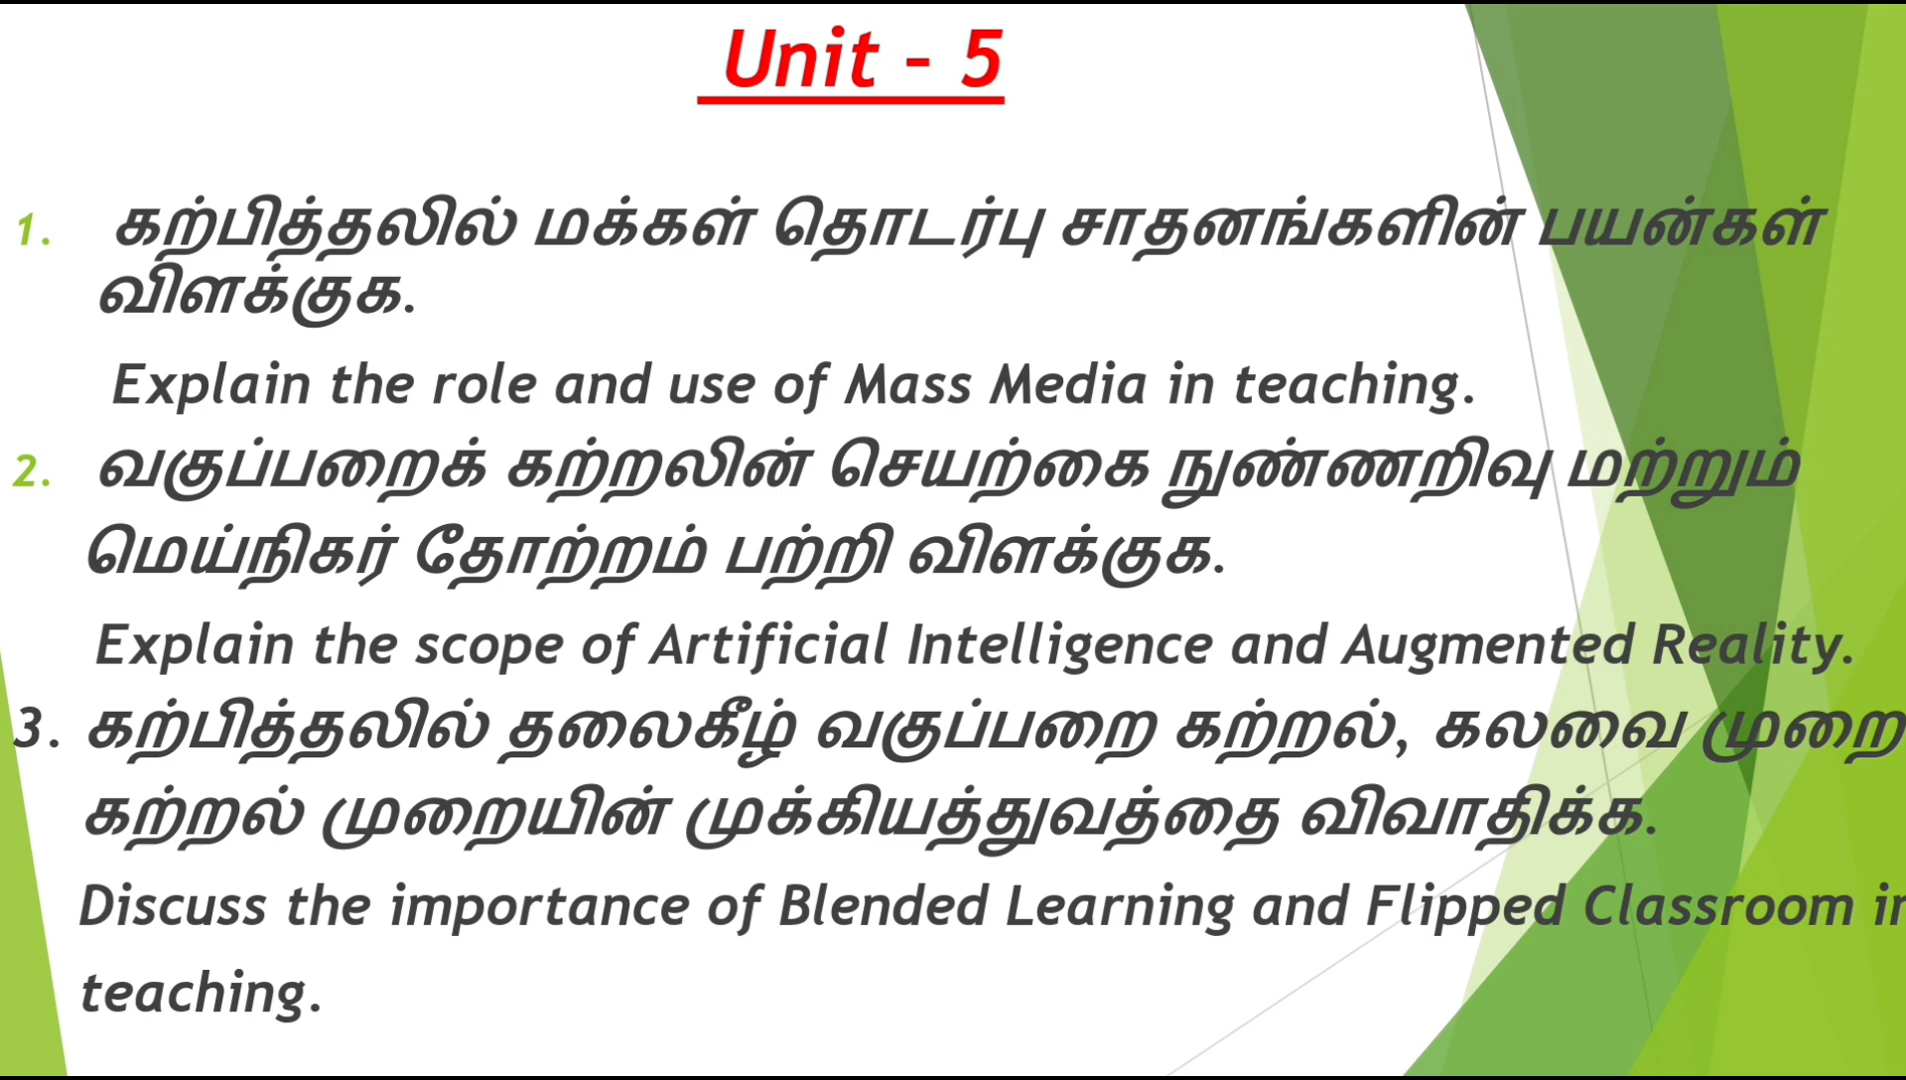 Unit – 5
1. கற்பித்தலில் மக்கள் தொடர்பு சாதனங்களின் பயன்கள்
விளக்குக.
Explain the role and use of Mass Media in teaching.
2. வகுப்பறைக் கற்றலின் செயற்கை நுண்ணறிவு மற்றும்
மெய்நிகர் தோற்றம் பற்றி விளக்குக.
Explain the scope of Artificial Intelligence and Augmented Reality.
3. கற்பித்தலில் தலைகீழ் வகுப்பறை கற்றல், கலவை முறை
கற்றல் முறையின் முக்கியத்துவத்தை விவாதிக்க.
Discuss the importance of Blended Learning and Flipped Classroom in
teaching.